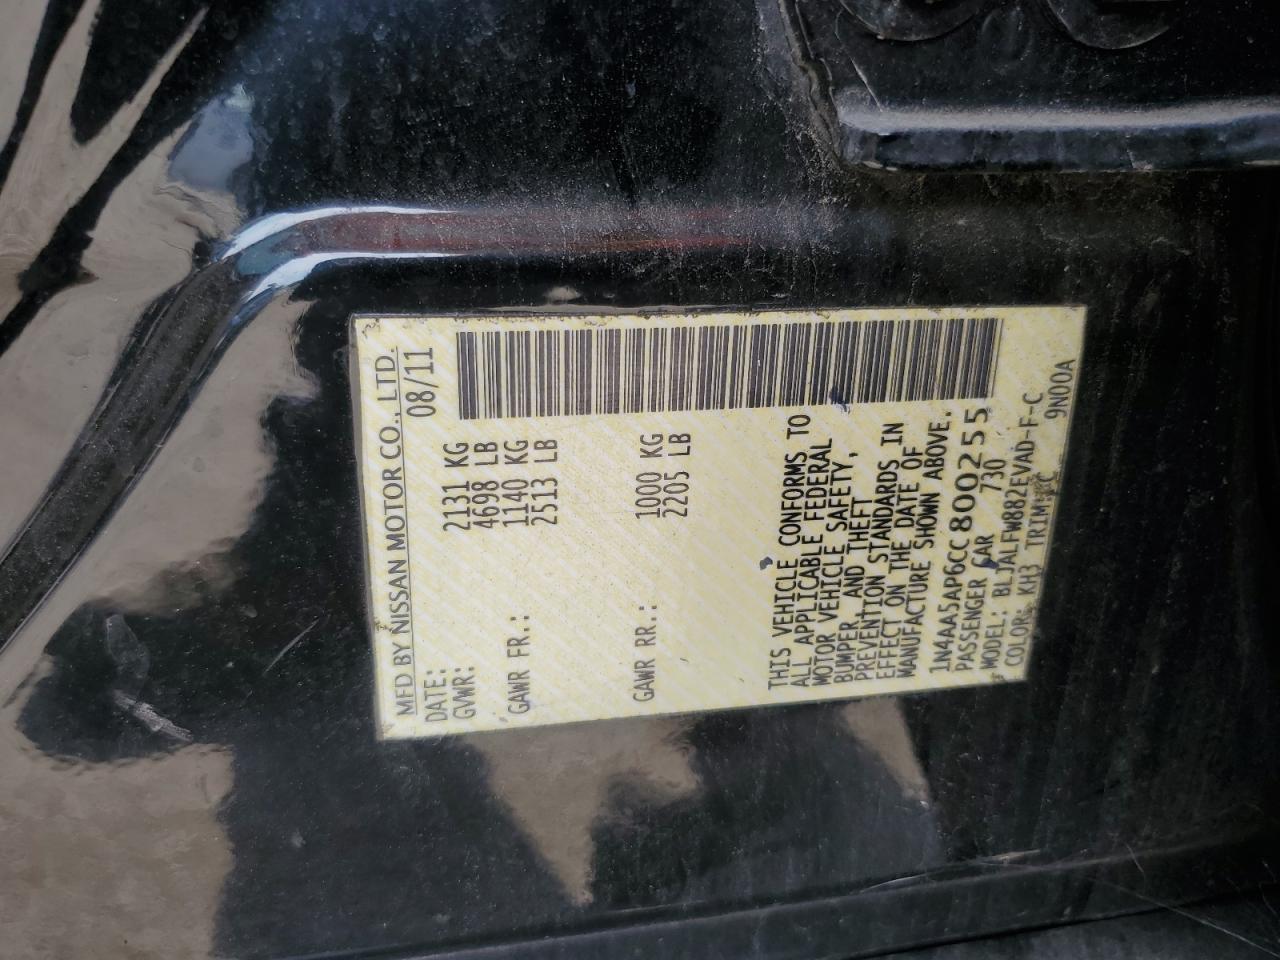 MFD BY NISSAN MOTOR CO., LTD.
DATE: 08/11
GVWR: 2131 KG
4698 LB
GAWR FR.: 1140 KG
2513 LB
GAWR RR.: 1000 KG
2205 LB
THIS VEHICLE CONFORMS TO
ALL APPLICABLE FEDERAL
MOTOR VEHICLE SAFETY,
BUMPER, AND THEFT
PREVENTION STANDARDS IN
EFFECT ON THE DATE OF
MANUFACTURE SHOWN ABOVE.
1N4AA5AP6CC800255
PASSENGER CAR 730
MODEL: BLJALFW882EVAD-F-C
COLOR: KH3 TRIM: C 9N00A